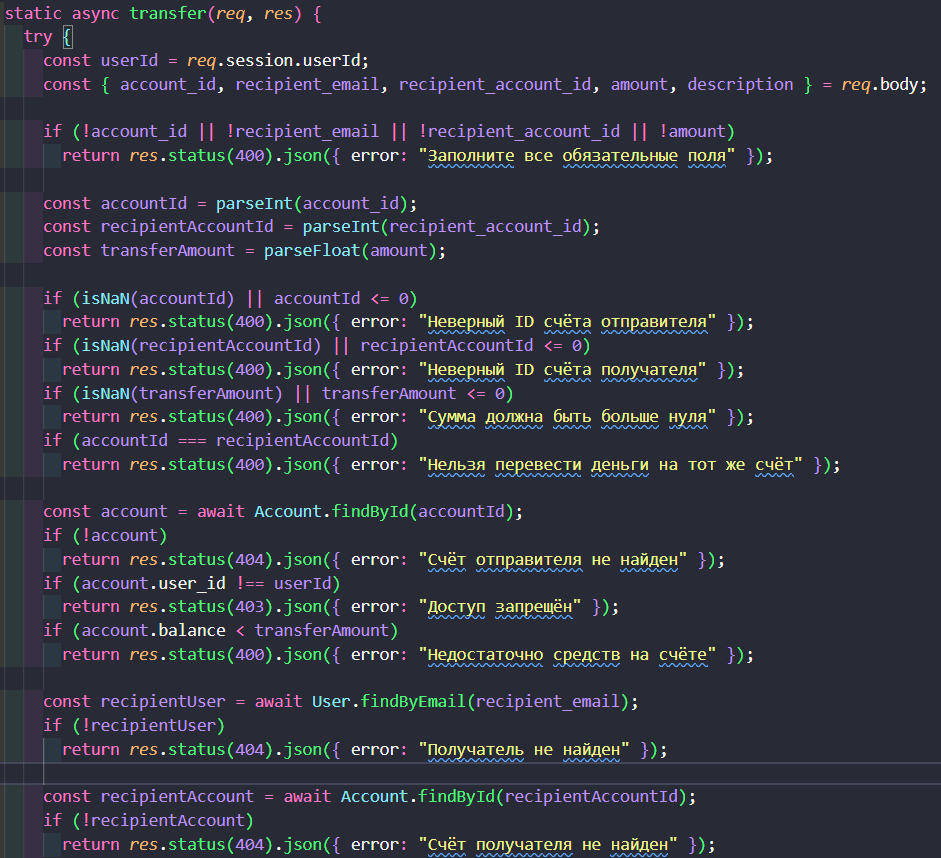 static async transfer(req, res) {
try {
const userId = req.session.userId;
const { account_id, recipient_email, recipient_account_id, amount, description } = req.body;
if (!account_id || !recipient_email || !recipient_account_id || !amount)
return res.status(400).json({ error: "Заполните все обязательные поля" });
const accountId = parseInt(account_id);
const recipientAccountId = parseInt(recipient_account_id);
const transferAmount = parseFloat(amount);
if (isNaN(accountId) || accountId <= 0)
return res.status(400).json({ error: "Неверный ID счёта отправителя" });
if (isNaN(recipientAccountId) || recipientAccountId <= 0)
return res.status(400).json({ error: "Неверный ID счёта получателя" });
if (isNaN(transferAmount) || transferAmount <= 0)
return res.status(400).json({ error: "Сумма должна быть больше нуля" });
if (accountId === recipientAccountId)
return res.status(400).json({ error: "Нельзя перевести деньги на тот же счёт" });
const account = await Account.findById(accountId);
if (!account)
return res.status(404).json({ error: "Счёт отправителя не найден" });
if (account.user_id !== userId)
return res.status(403).json({ error: "Доступ запрещён" });
if (account.balance < transferAmount)
return res.status(400).json({ error: "Недостаточно средств на счёте" });
const recipientUser = await User.findByEmail(recipient_email);
if (!recipientUser)
return res.status(404).json({ error: "Получатель не найден" });
const recipientAccount = await Account.findById(recipientAccountId);
if (!recipientAccount)
return res.status(404).json({ error: "Счёт получателя не найден" });